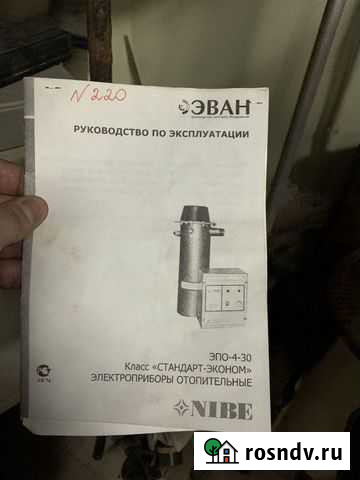 N 220
ЭВАН
РУКОВОДСТВО ПО ЭКСПЛУАТАЦИИ
ЭПО-4-30
Класс «СТАНДАРТ-ЭКОНОМ»
ЭЛЕКТРОПРИБОРЫ ОТОПИТЕЛЬНЫЕ
NIBE
rosndv.ru